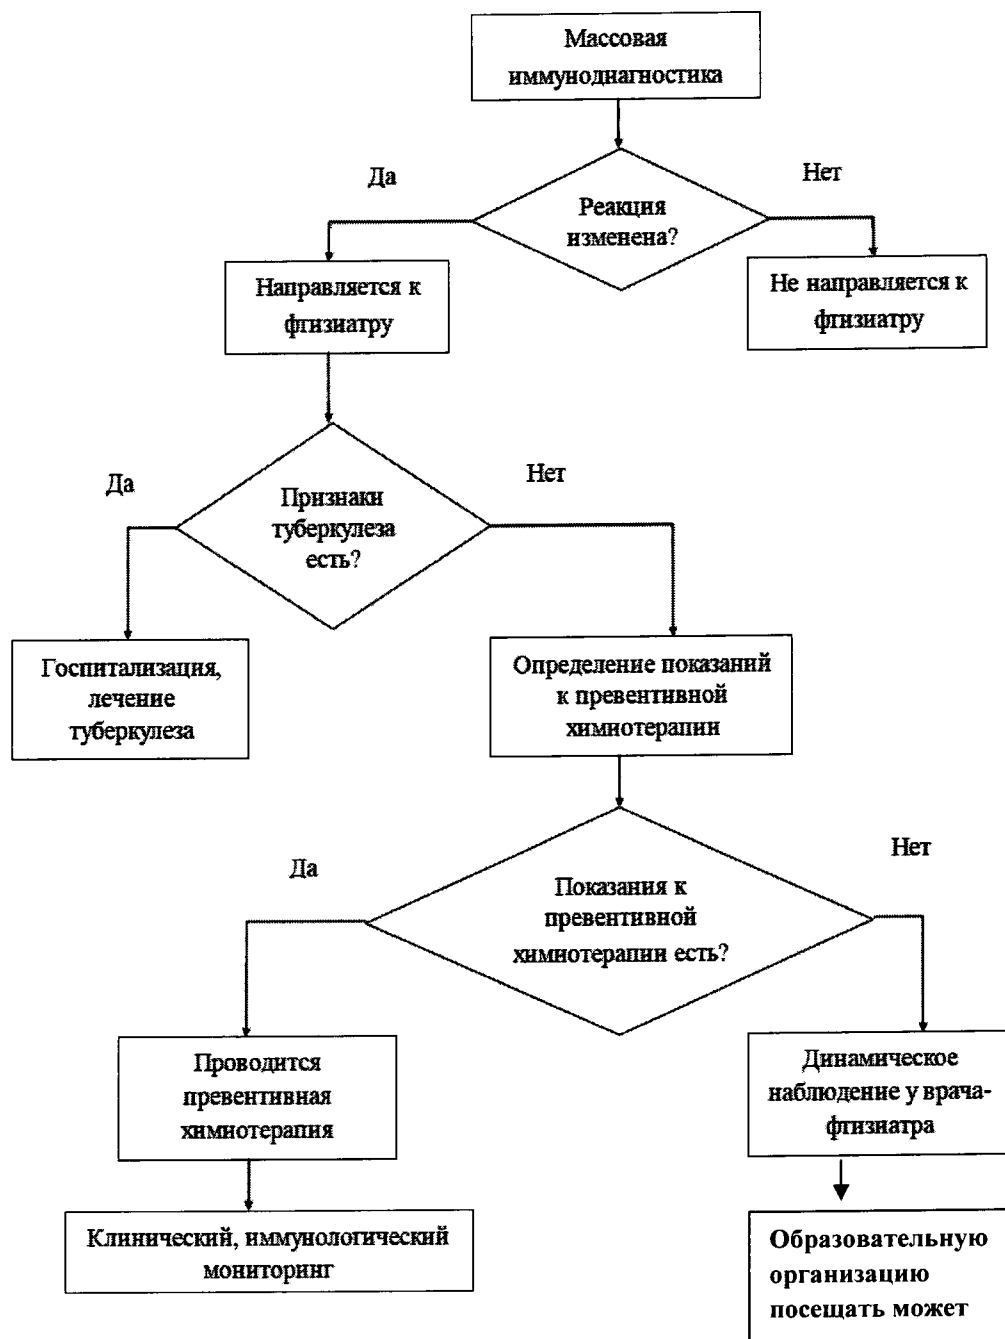 Массовая
иммунодиагностика
Да
Нет
Реакция
изменена?
Направляется к
фтизиатру
Не направляется к
фтизиатру
Да
Нет
Признаки
туберкулеза
есть?
Госпитализация,
лечение
туберкулеза
Определение показаний
к превентивной
химиотерапии
Да
Нет
Показания к
превентивной
химиотерапии есть?
Проводится
превентивная
химиотерапия
Динамическое
наблюдение у врача-
фтизиатра
Клинический, иммунологический
мониторинг
Образовательную
организацию
посещать может